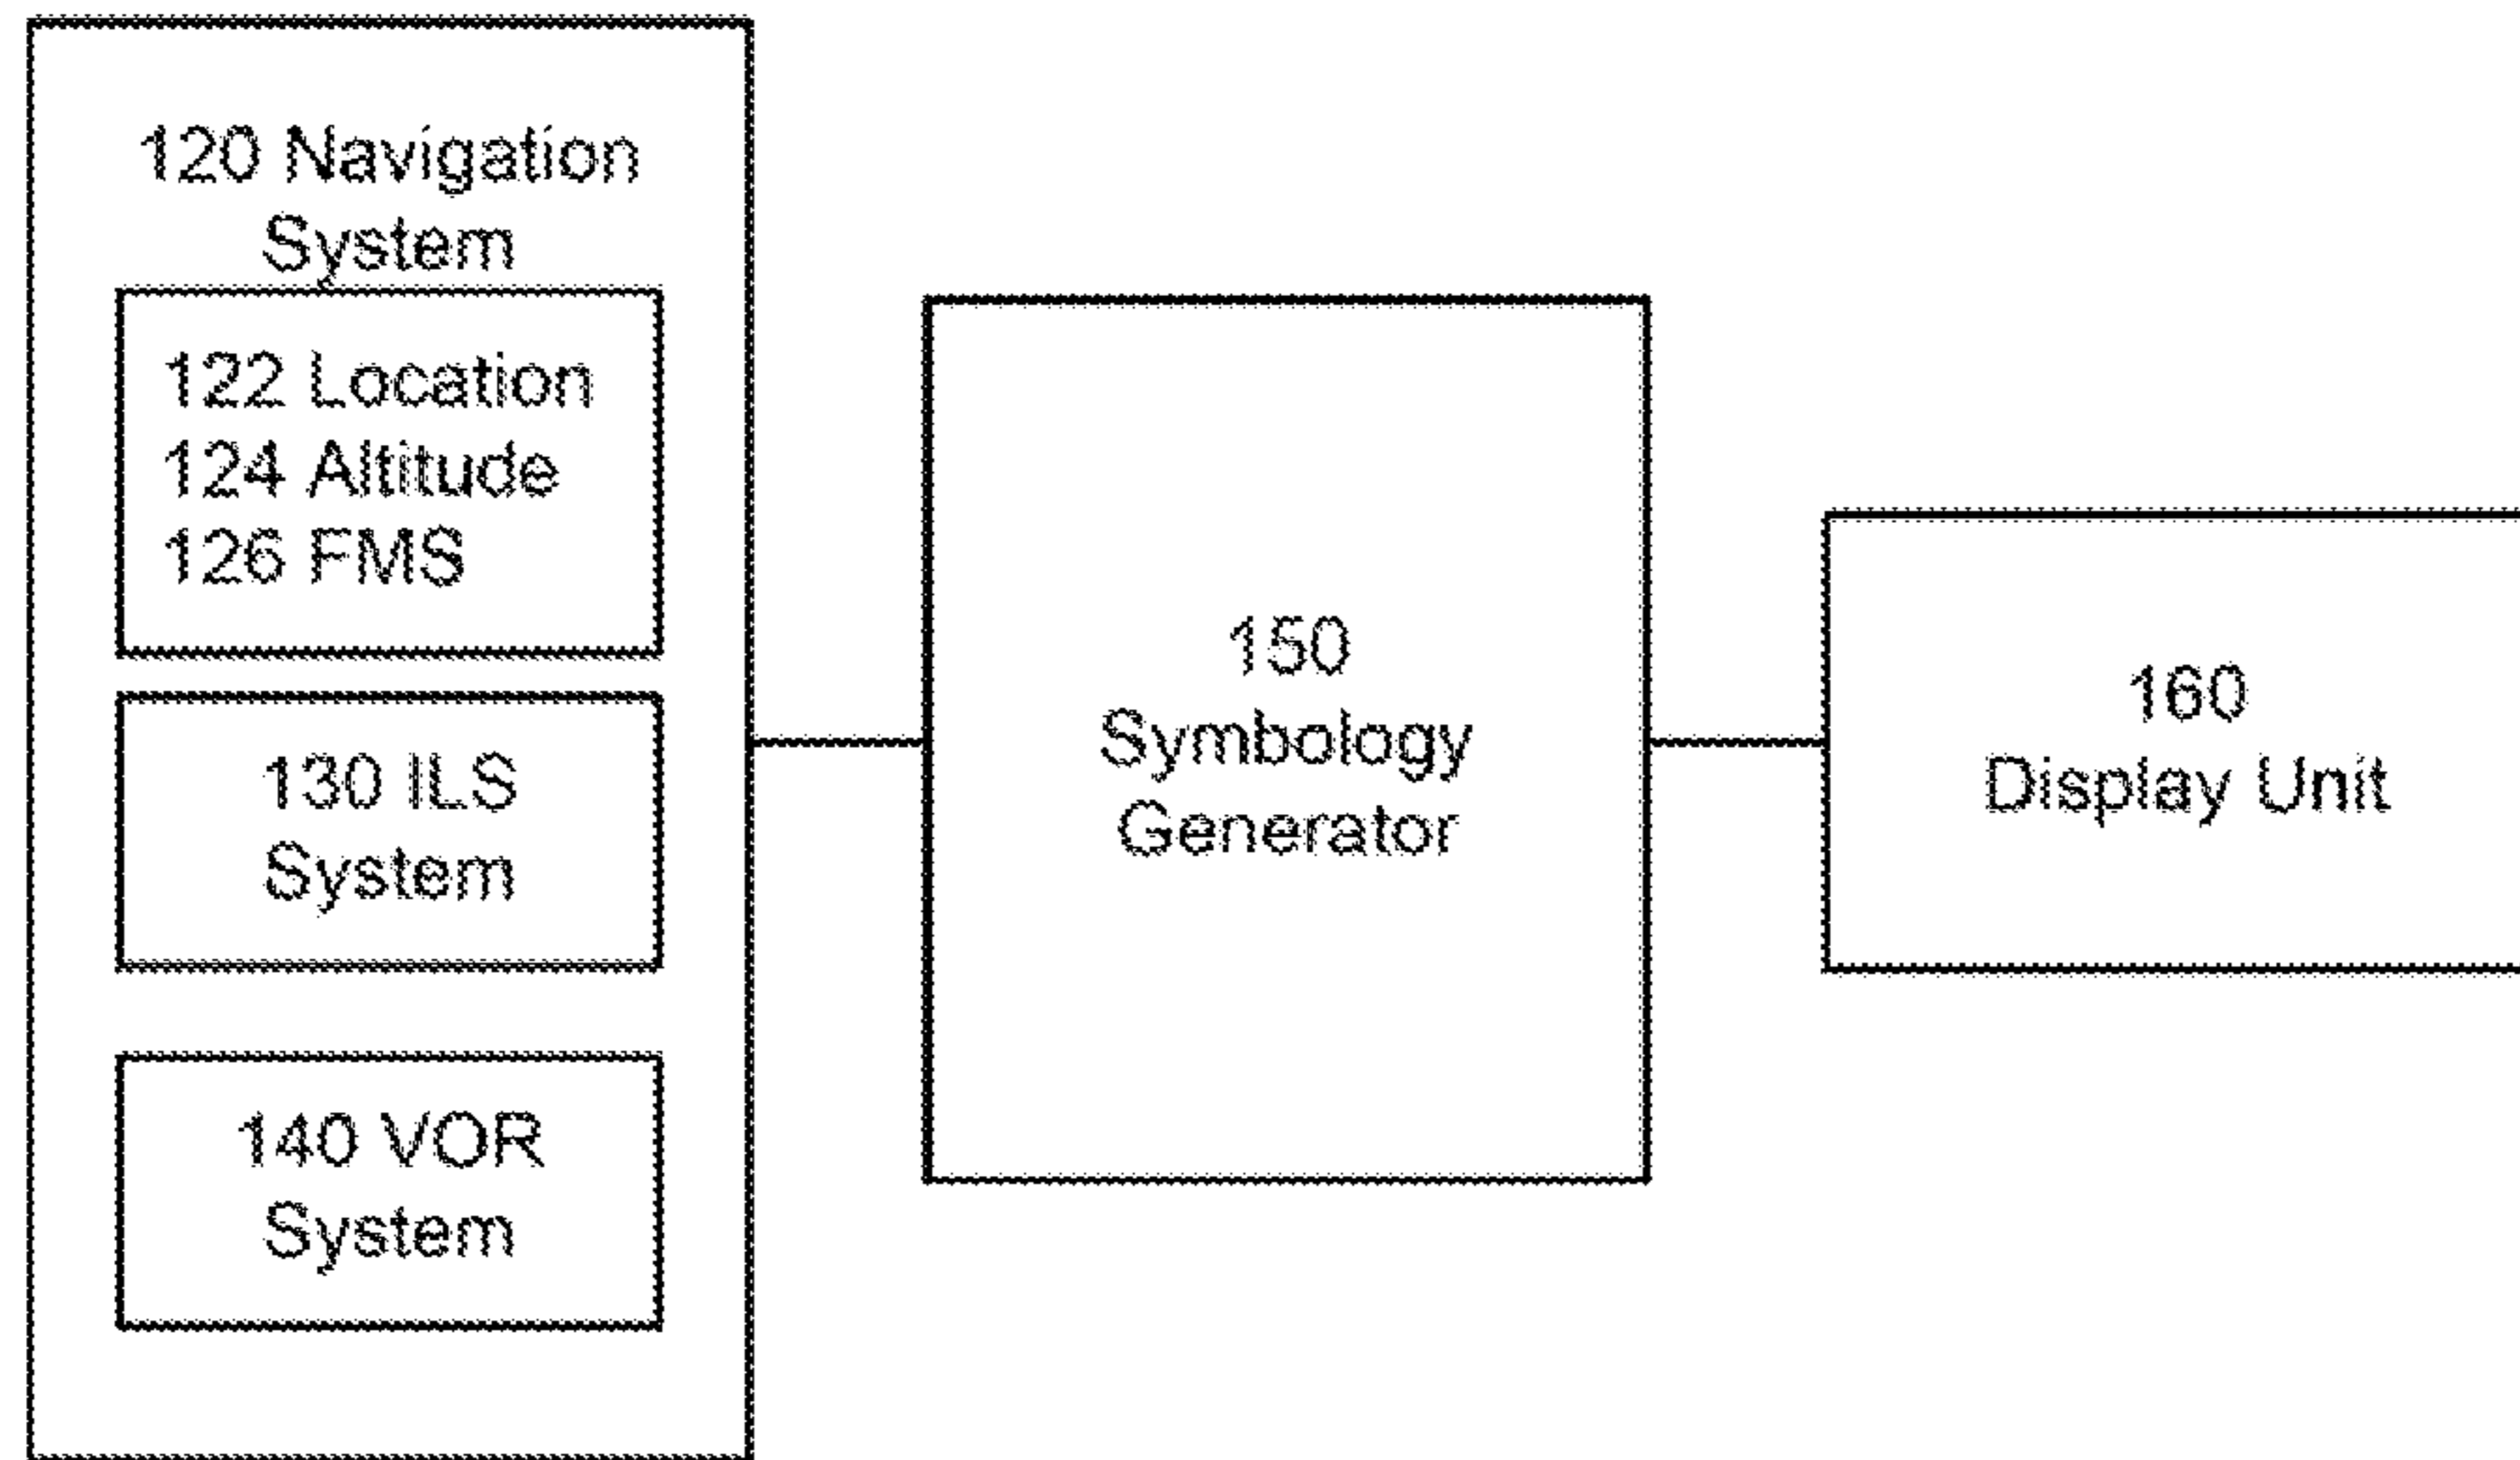 120 Navigation
System
122 Location
124 Altitude
126 FMS
130 ILS
System
140 VOR
System
150
Symbology
Generator
160
Display Unit